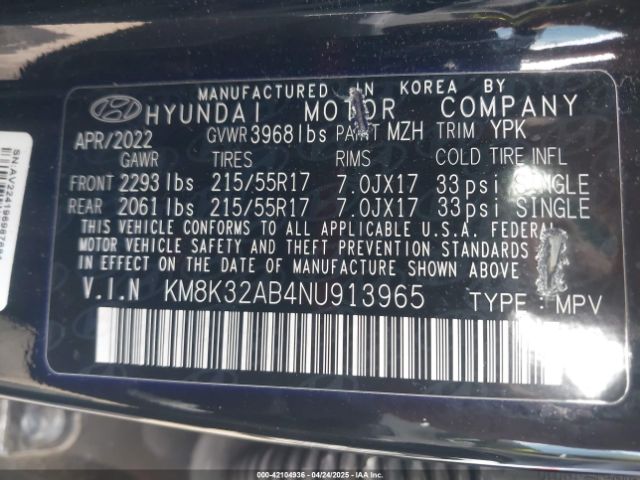 MANUFACTURED IN KOREA BY
HYUNDAI MOTOR COMPANY
APR/2022 GVWR 3968 lbs PAINT MZH TRIM YPK
GAWR TIRES RIMS COLD TIRE INFL
FRONT 2293 lbs 215/55R17 7.0JX17 33 psi SINGLE
REAR 2061 lbs 215/55R17 7.0JX17 33 psi SINGLE
THIS VEHICLE CONFORMS TO ALL APPLICABLE U.S.A. FEDERAL
MOTOR VEHICLE SAFETY AND THEFT PREVENTION STANDARDS
IN EFFECT ON THE DATE OF MANUFACTURE SHOWN ABOVE
V.I.N KM8K32AB4NU913965 TYPE : MPV
000-42104936 - 04/24/2025 - COPYRIGHT IAA, LLC.